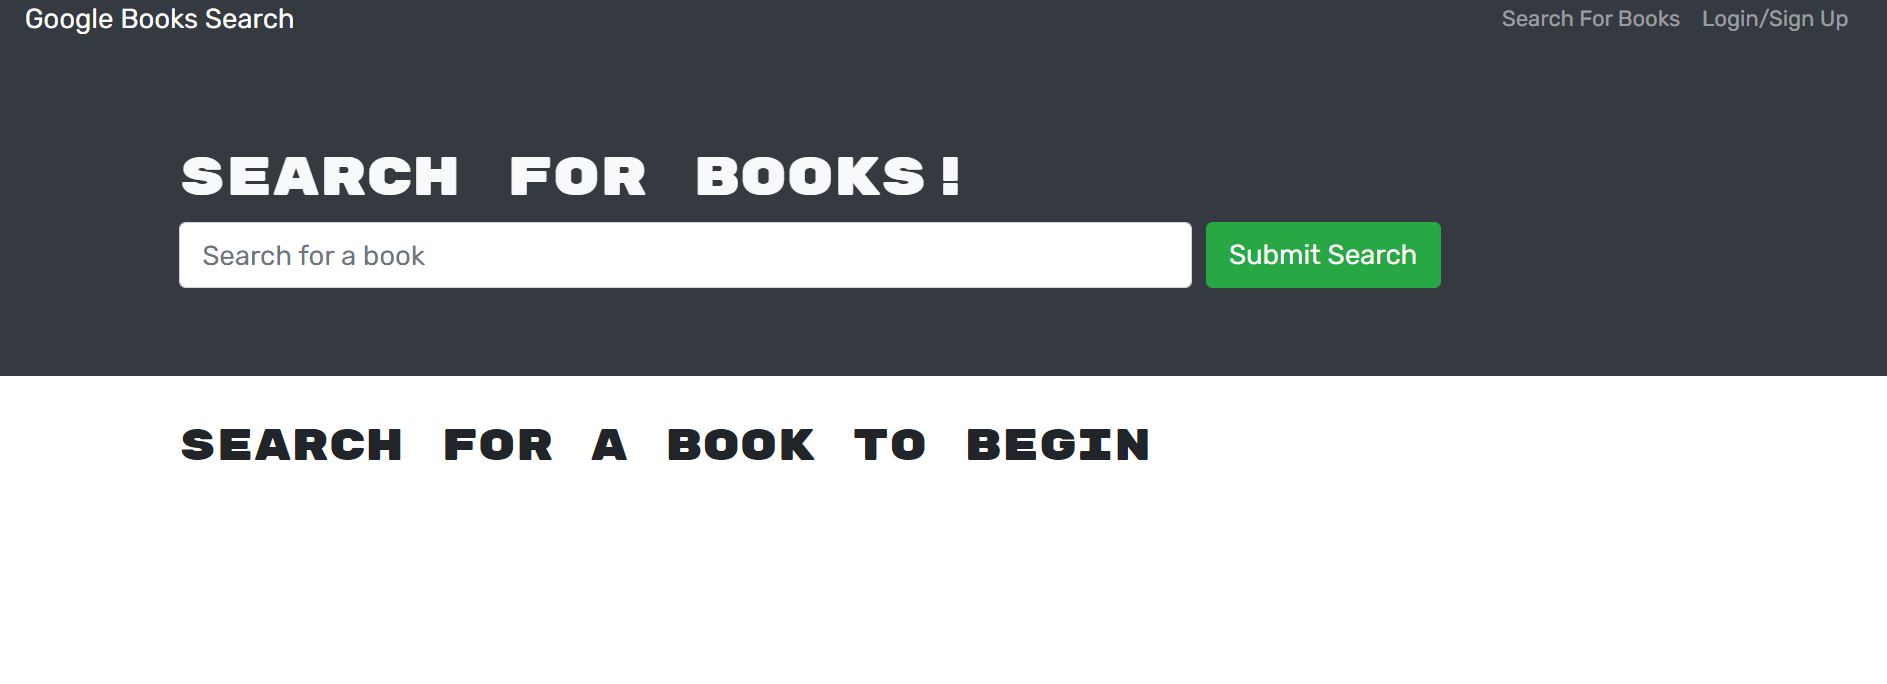 Google Books Search Search For Books Login/Sign Up
SEARCH FOR BOOKS!
Search for a book Submit Search
SEARCH FOR A BOOK TO BEGIN